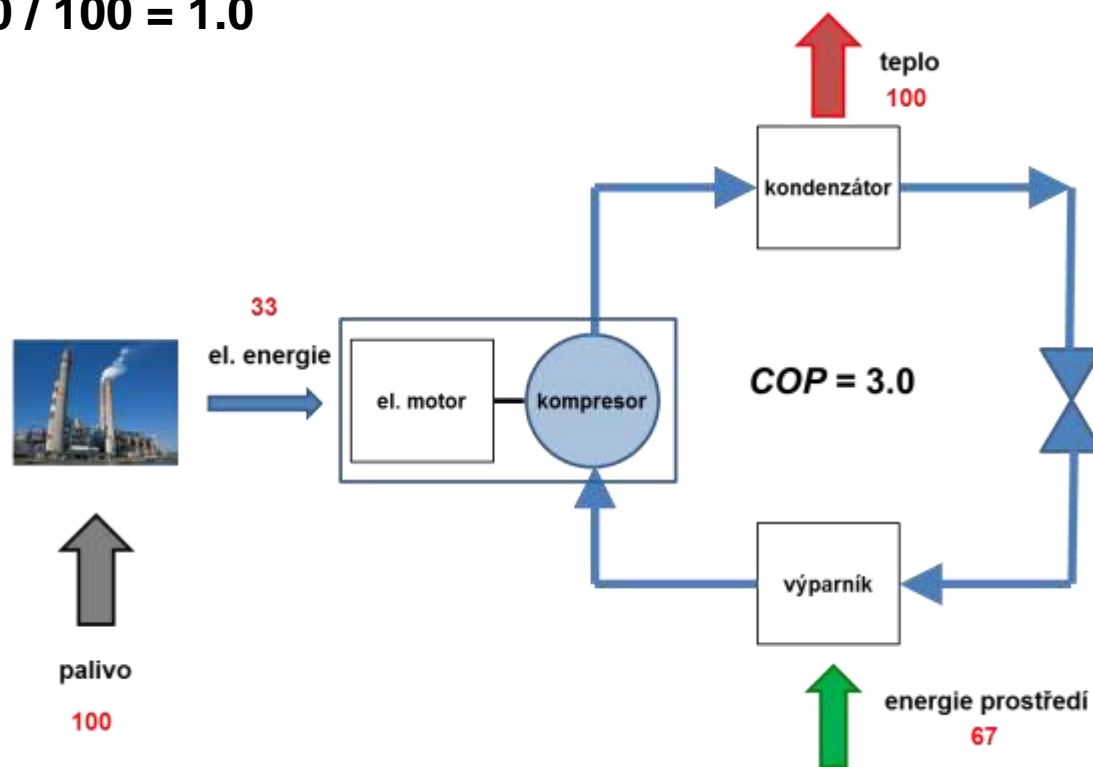 / 100 = 1.0
teplo
100
kondenzátor
33
el. energie
el. motor
kompresor
COP = 3.0
výparník
palivo
100
energie prostředí
67